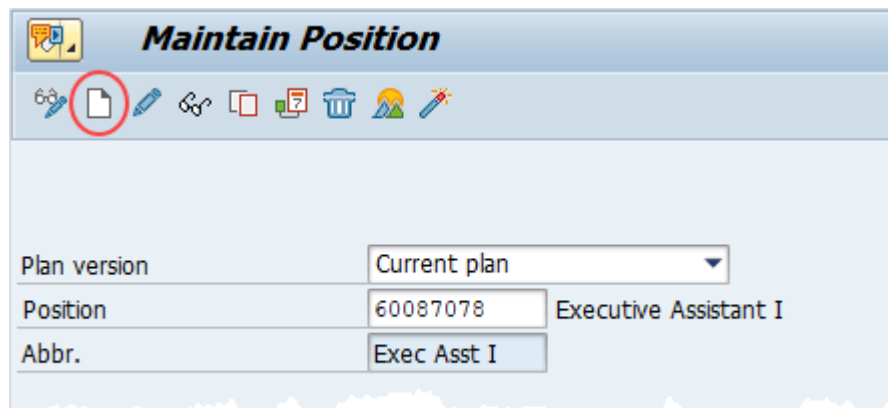 Maintain Position
Plan version Current plan
Position 60087078 Executive Assistant I
Abbr. Exec Asst I